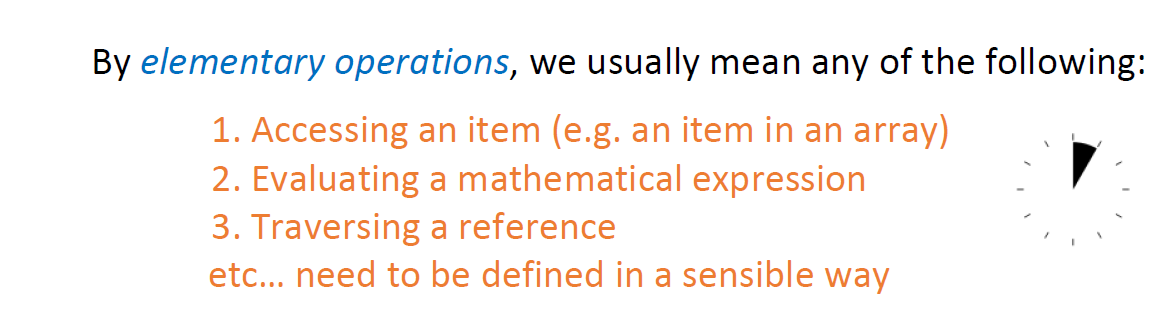 By elementary operations, we usually mean any of the following:
1. Accessing an item (e.g. an item in an array)
2. Evaluating a mathematical expression
3. Traversing a reference
etc... need to be defined in a sensible way